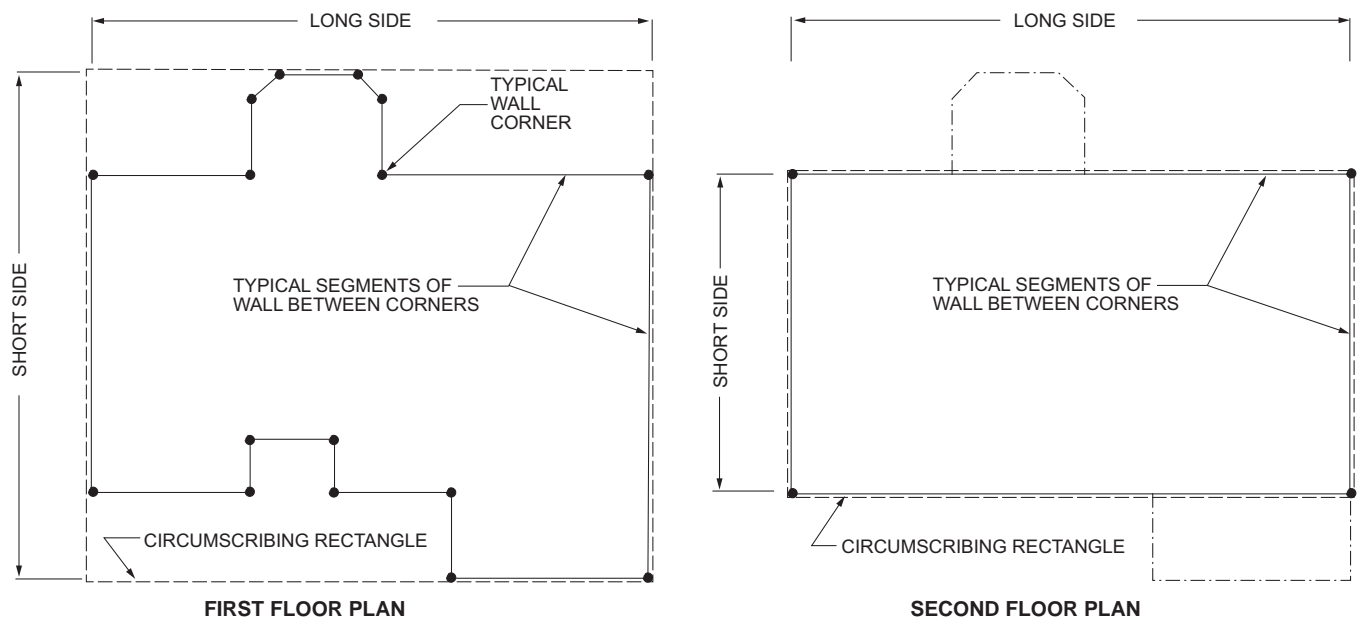 LONG SIDE
SHORT SIDE
TYPICAL
WALL
CORNER
TYPICAL SEGMENTS OF
WALL BETWEEN CORNERS
CIRCUMSCRIBING RECTANGLE
FIRST FLOOR PLAN
LONG SIDE
SHORT SIDE
TYPICAL SEGMENTS OF
WALL BETWEEN CORNERS
CIRCUMSCRIBING RECTANGLE
SECOND FLOOR PLAN